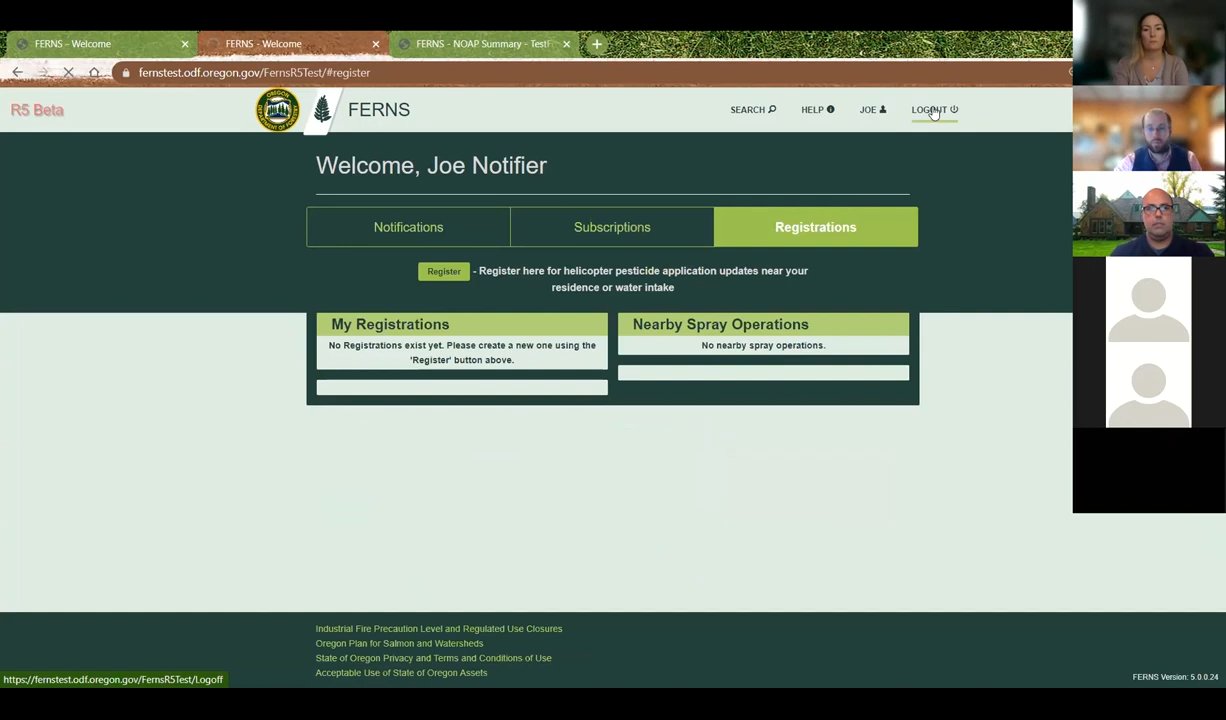 FERNS - Welcome
FERNS - Welcome
FERNS - NOAP Summary - Test
fernstest.odf.oregon.gov/FernsR5Test/#register
R5 Beta
FERNS
SEARCH
HELP
JOE
LOGOUT
Welcome, Joe Notifier
Notifications
Subscriptions
Registrations
Register - Register here for helicopter pesticide application updates near your
residence or water intake
My Registrations
No Registrations exist yet. Please create a new one using the
'Register' button above.
Nearby Spray Operations
No nearby spray operations.
Industrial Fire Precaution Level and Regulated Use Closures
Oregon Plan for Salmon and Watersheds
State of Oregon Privacy and Terms and Conditions of Use
Acceptable Use of State of Oregon Assets
https://fernstest.odf.oregon.gov/FernsR5Test/Logoff
FERNS Version: 5.0.0.24